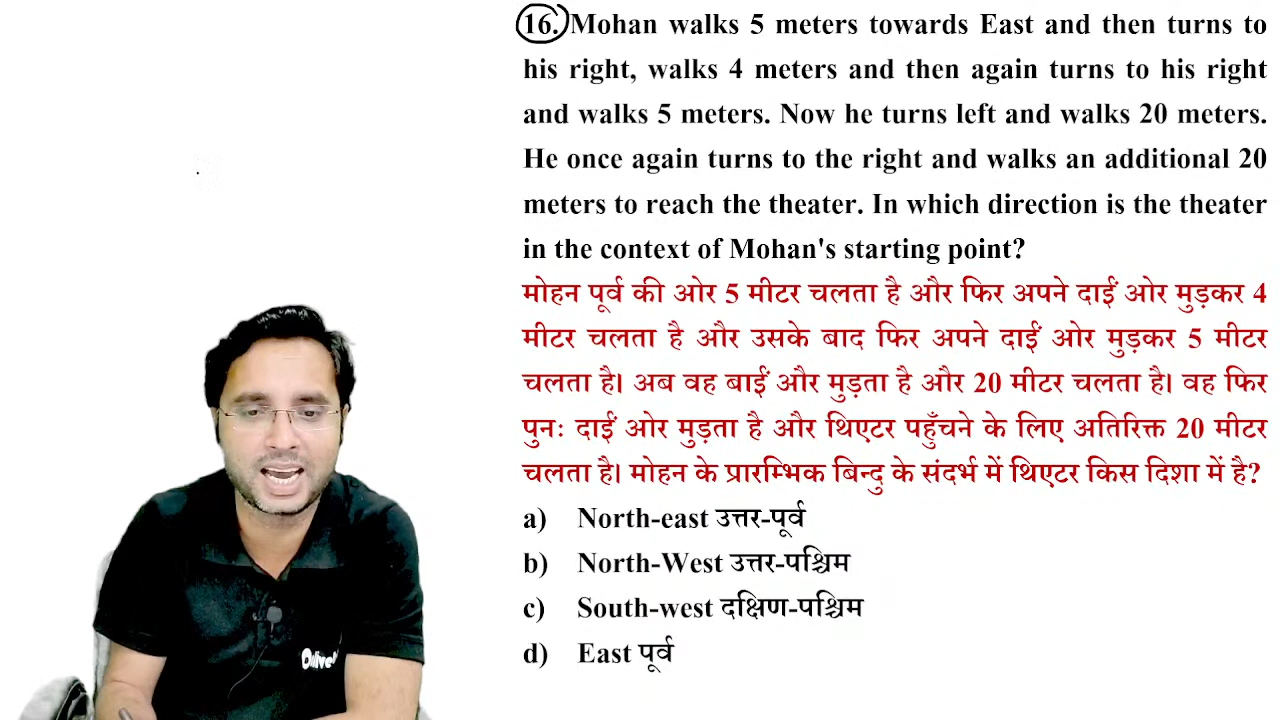 16. Mohan walks 5 meters towards East and then turns to
his right, walks 4 meters and then again turns to his right
and walks 5 meters. Now he turns left and walks 20 meters.
He once again turns to the right and walks an additional 20
meters to reach the theater. In which direction is the theater
in the context of Mohan's starting point?
मोहन पूर्व की ओर 5 मीटर चलता है और फिर अपने दाईं ओर मुड़कर 4
मीटर चलता है और उसके बाद फिर अपने दाईं ओर मुड़कर 5 मीटर
चलता है। अब वह बाईं और मुड़ता है और 20 मीटर चलता है। वह फिर
पुनः दाईं ओर मुड़ता है और थिएटर पहुँचने के लिए अतिरिक्त 20 मीटर
चलता है। मोहन के प्रारम्भिक बिन्दु के संदर्भ में थिएटर किस दिशा में है?
a) North-east उत्तर-पूर्व
b) North-West उत्तर-पश्चिम
c) South-west दक्षिण-पश्चिम
d) East पूर्व